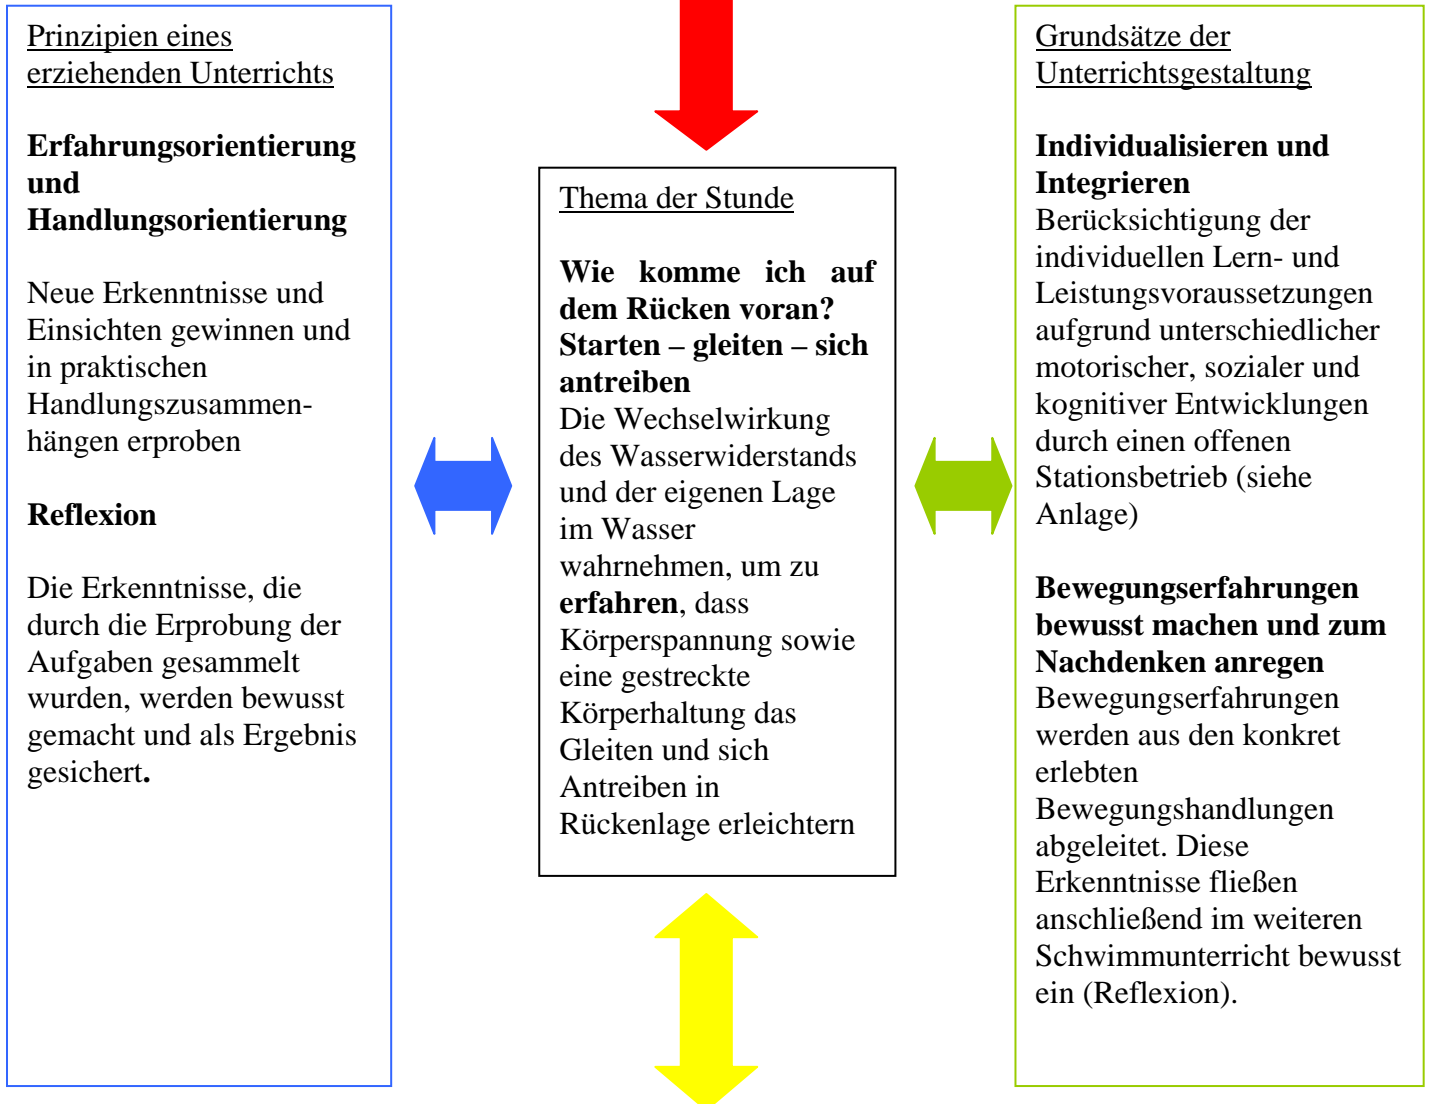 Prinzipien eines
erziehenden Unterrichts
Erfahrungsorientierung
und
Handlungsorientierung
Neue Erkenntnisse und
Einsichten gewinnen und
in praktischen
Handlungszusammen-
hängen erproben
Reflexion
Die Erkenntnisse, die
durch die Erprobung der
Aufgaben gesammelt
wurden, werden bewusst
gemacht und als Ergebnis
gesichert.
Thema der Stunde
Wie komme ich auf
dem Rücken voran?
Starten – gleiten – sich
antreiben
Die Wechselwirkung
des Wasserwiderstands
und der eigenen Lage
im Wasser
wahrnehmen, um zu
erfahren, dass
Körperspannung sowie
eine gestreckte
Körperhaltung das
Gleiten und sich
Antreiben in
Rückenlage erleichtern
Grundsätze der
Unterrichtsgestaltung
Individualisieren und
Integrieren
Berücksichtigung der
individuellen Lern- und
Leistungsvoraussetzungen
aufgrund unterschiedlicher
motorischer, sozialer und
kognitiver Entwicklungen
durch einen offenen
Stationsbetrieb (siehe
Anlage)
Bewegungserfahrungen
bewusst machen und zum
Nachdenken anregen
Bewegungserfahrungen
werden aus den konkret
erlebten
Bewegungshandlungen
abgeleitet. Diese
Erkenntnisse fließen
anschließend im weiteren
Schwimmunterricht bewusst
ein (Reflexion).